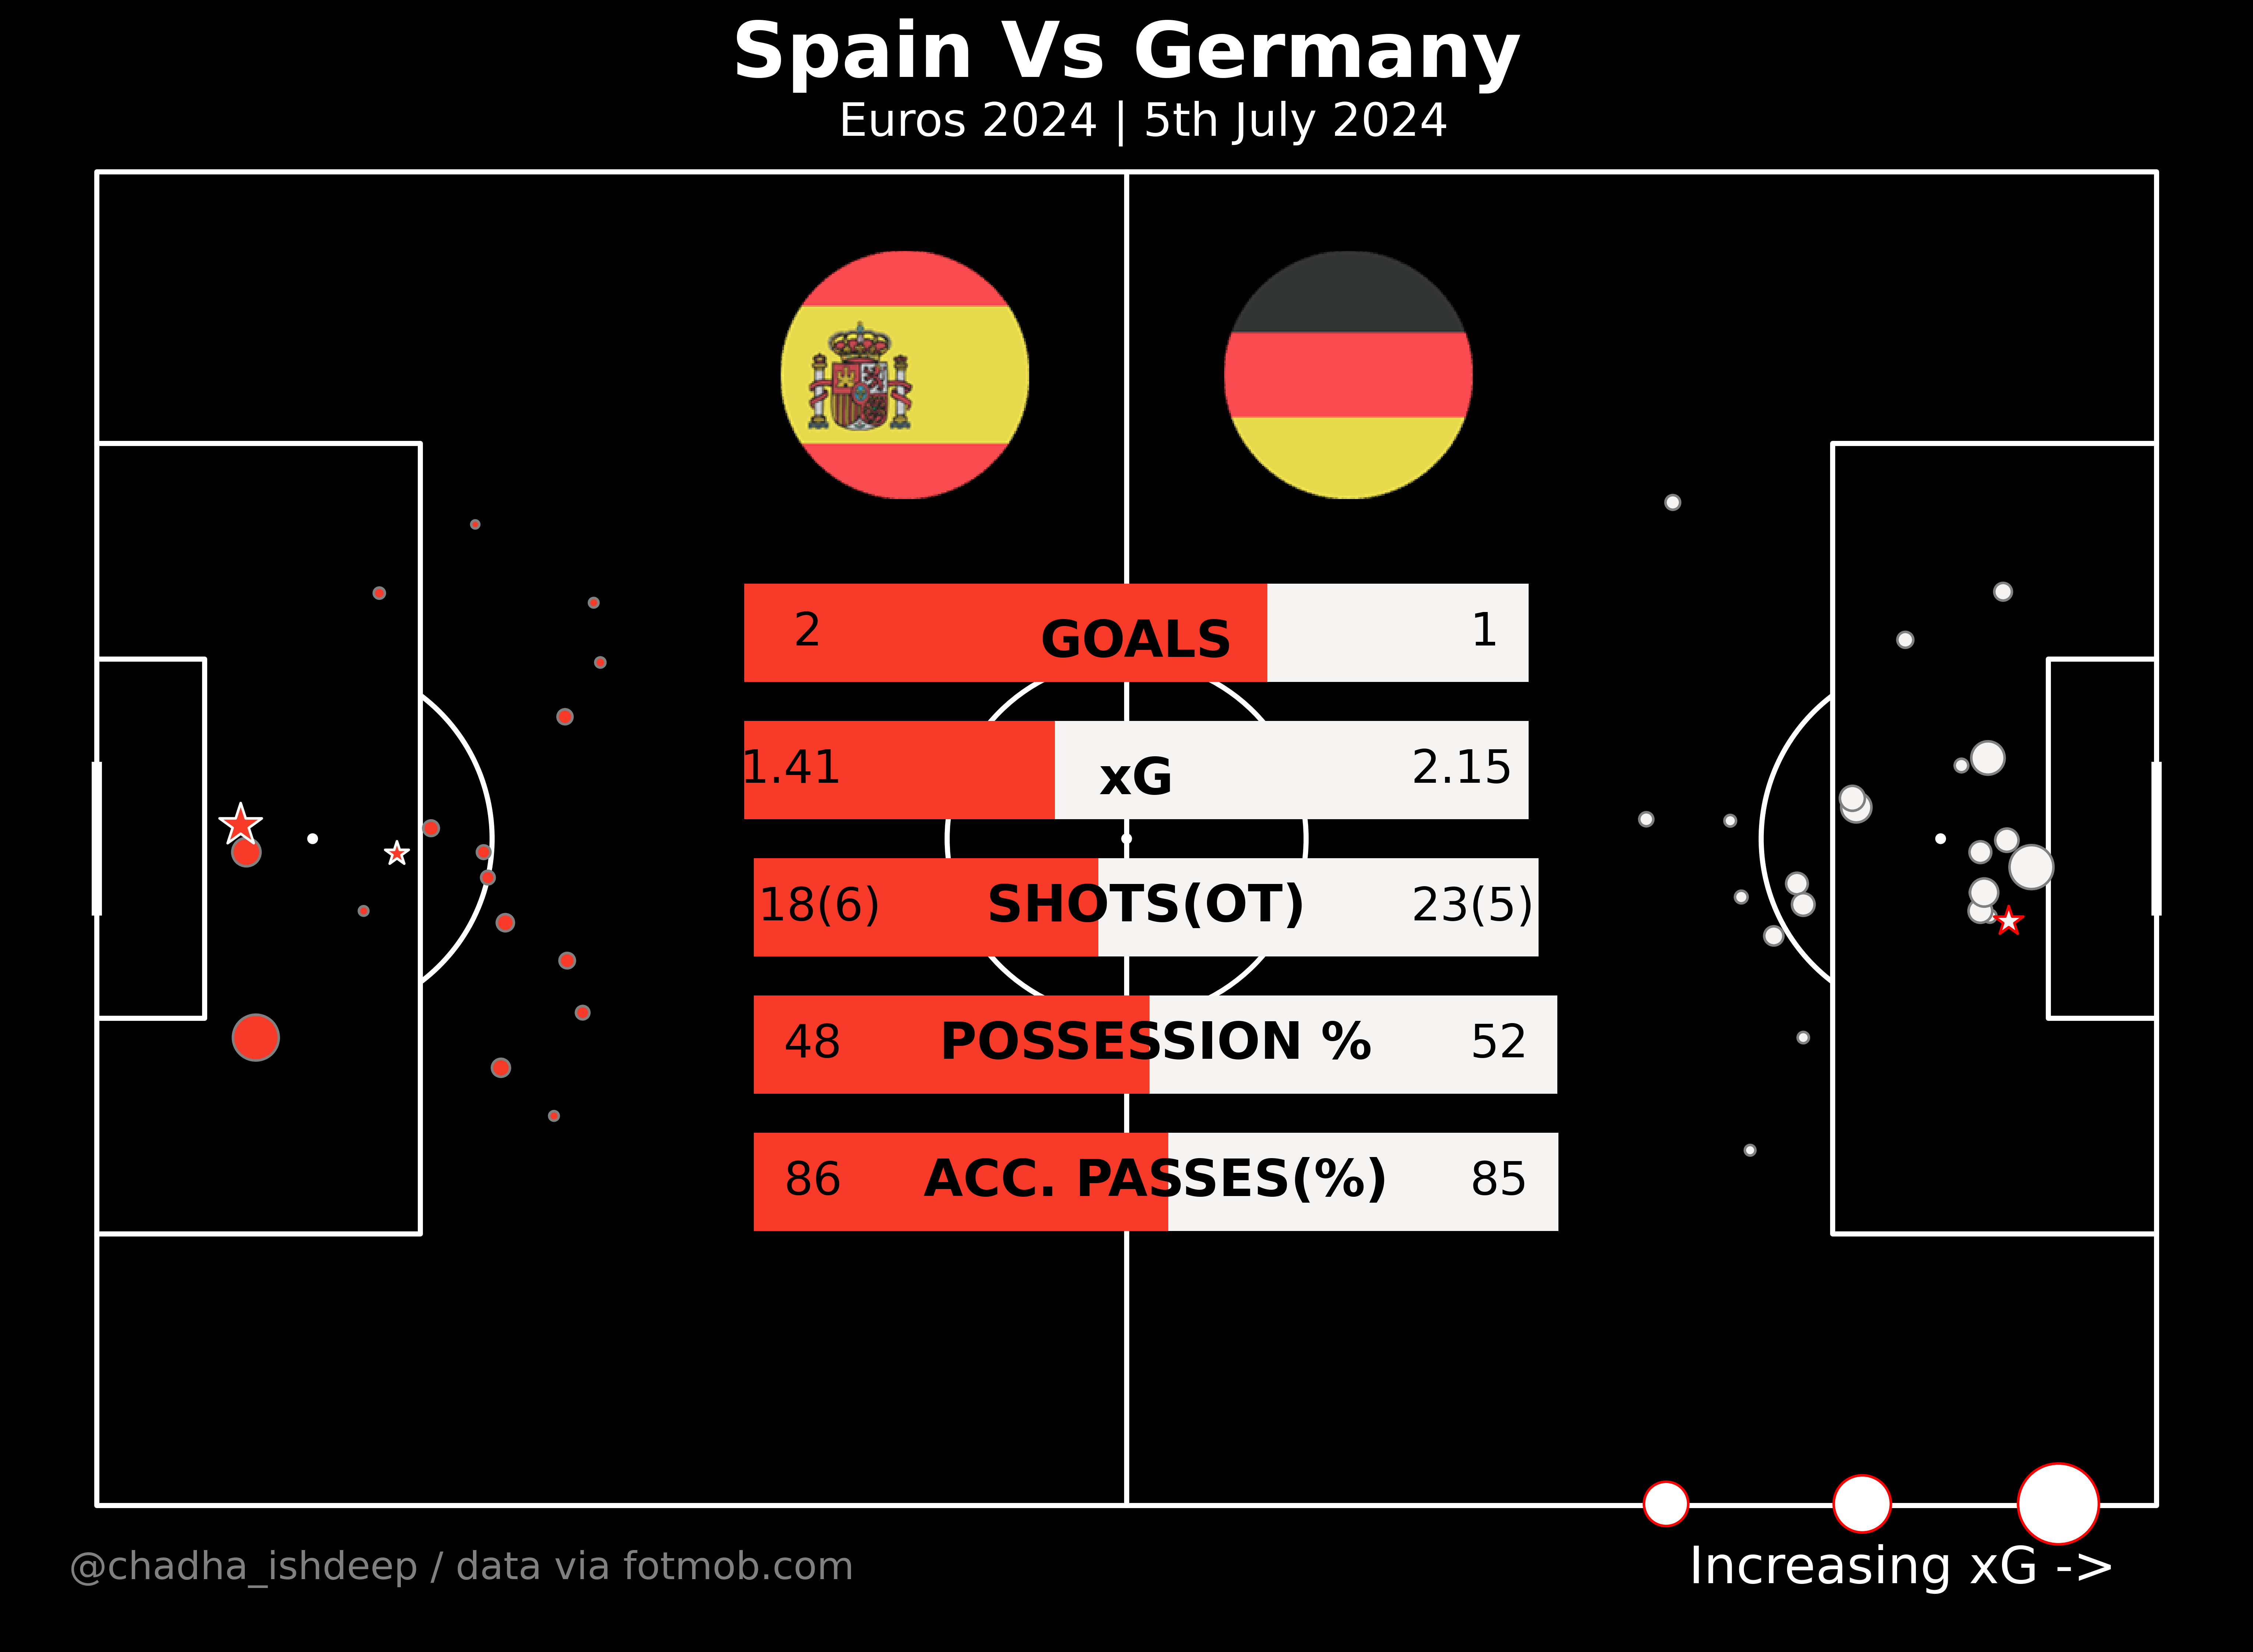 Spain Vs Germany
Euros 2024 | 5th July 2024
2 GOALS 1
1.41 xG 2.15
18(6) SHOTS(OT) 23(5)
48 POSSESSION % 52
86 ACC. PASSES(%) 85
@chadha_ishdeep / data via fotmob.com
Increasing xG ->